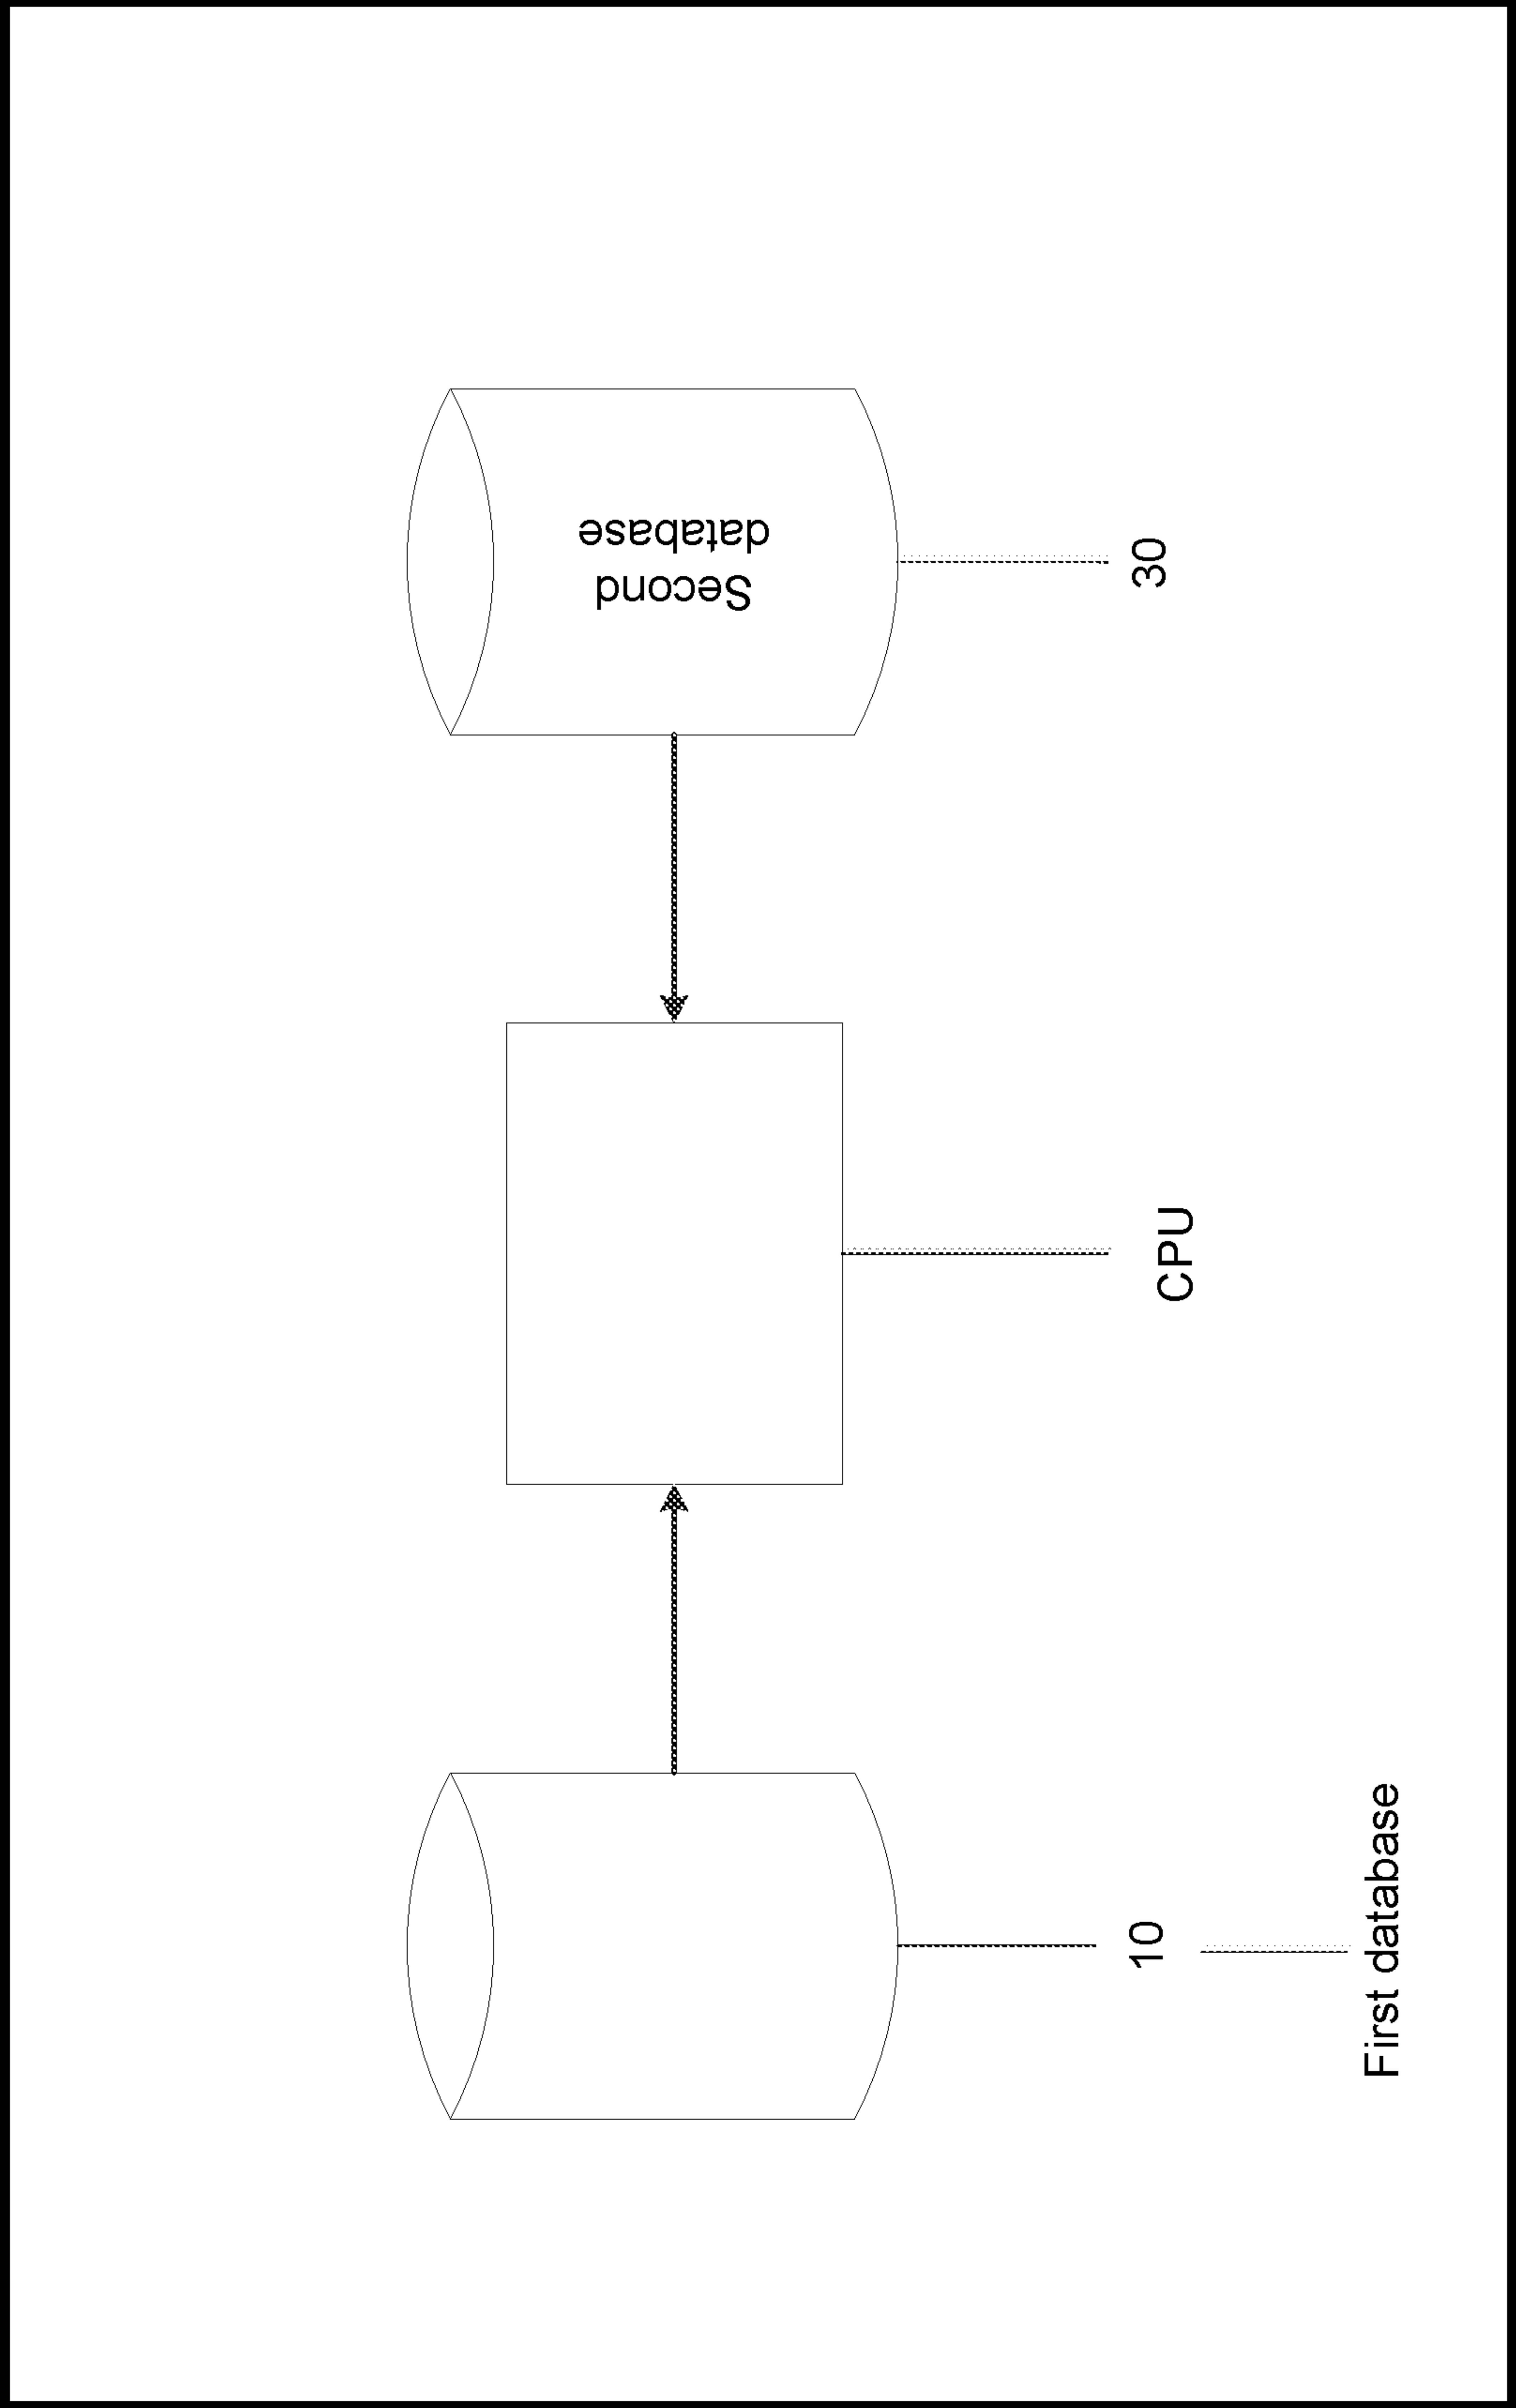 Second
database
30
CPU
10
First database